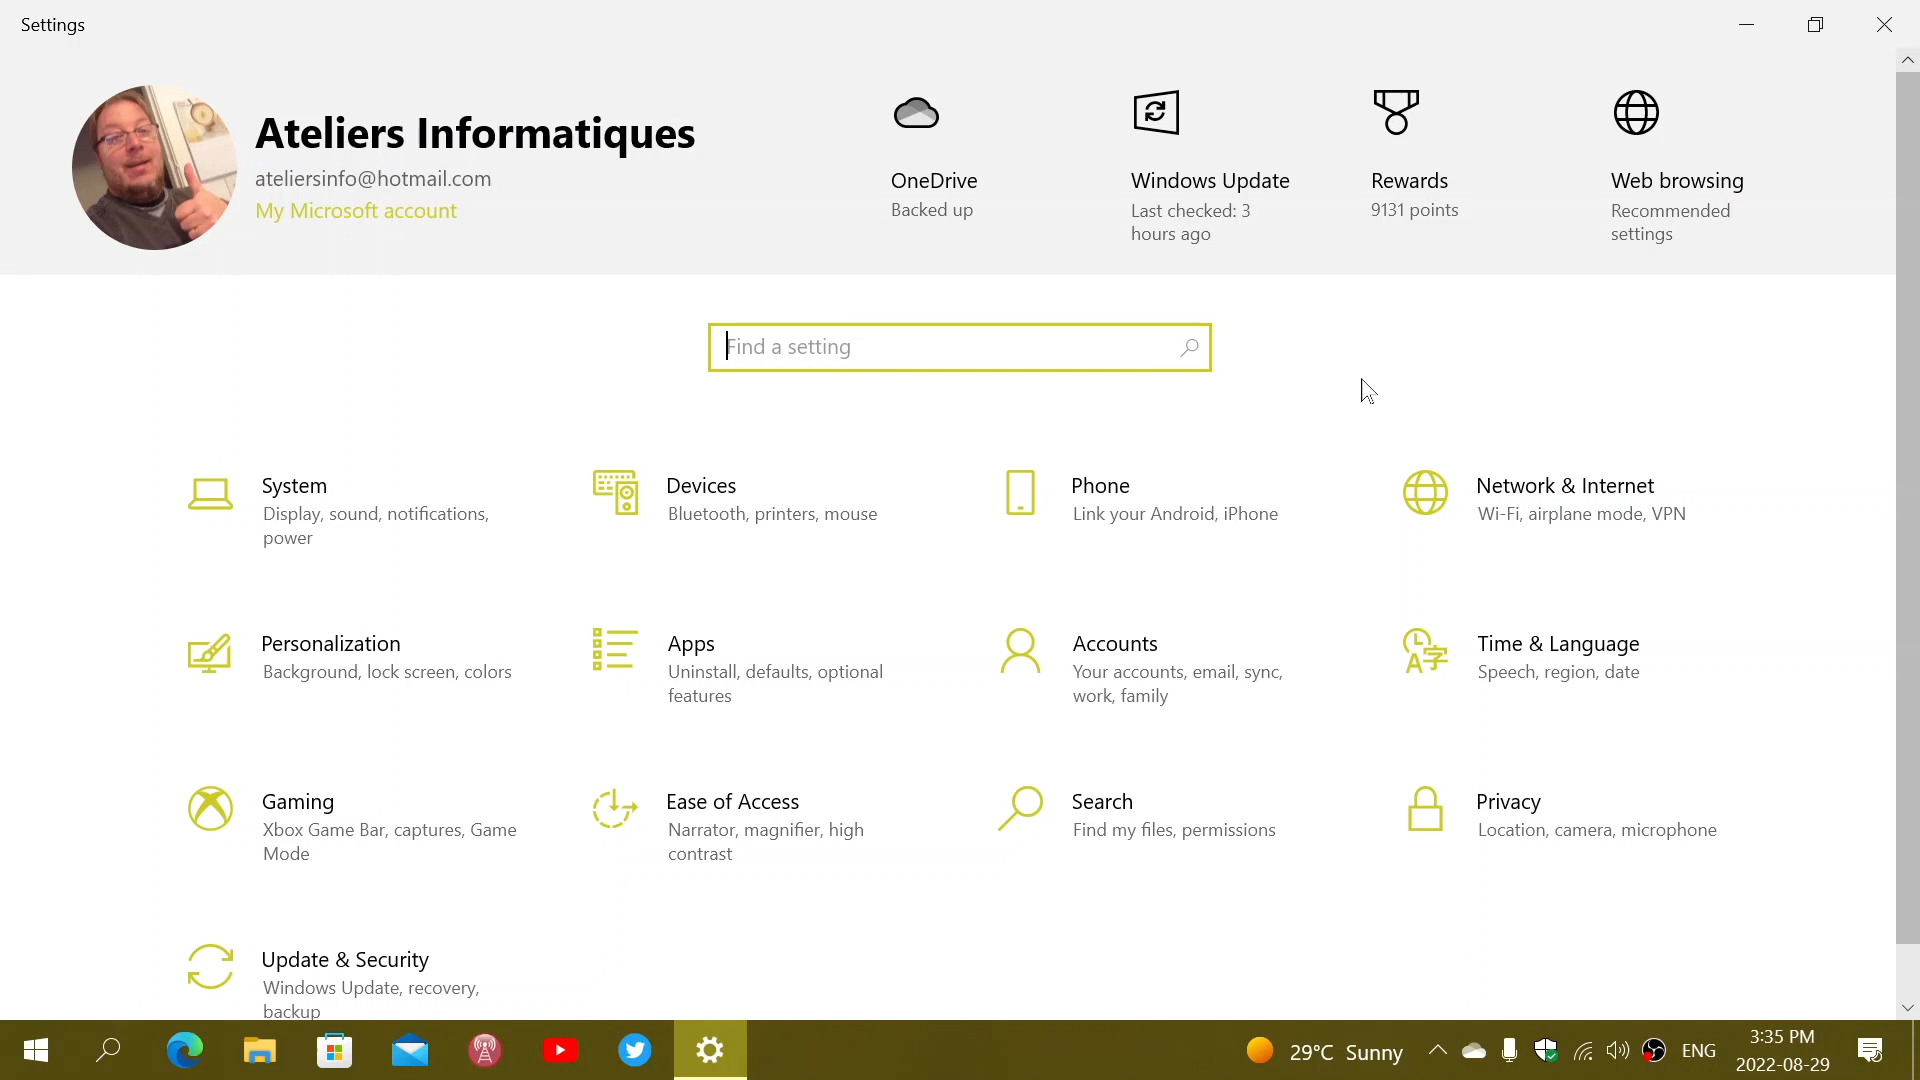 Settings
Ateliers Informatiques
ateliersinfo@hotmail.com
My Microsoft account
OneDrive
Backed up
Windows Update
Last checked: 3
hours ago
Rewards
9131 points
Web browsing
Recommended
settings
Find a setting
System
Display, sound, notifications,
power
Devices
Bluetooth, printers, mouse
Phone
Link your Android, iPhone
Network & Internet
Wi-Fi, airplane mode, VPN
Personalization
Background, lock screen, colors
Apps
Uninstall, defaults, optional
features
Accounts
Your accounts, email, sync,
work, family
Time & Language
Speech, region, date
Gaming
Xbox Game Bar, captures, Game
Mode
Ease of Access
Narrator, magnifier, high
contrast
Search
Find my files, permissions
Privacy
Location, camera, microphone
Update & Security
Windows Update, recovery,
backup
29°C Sunny
ENG
3:35 PM
2022-08-29